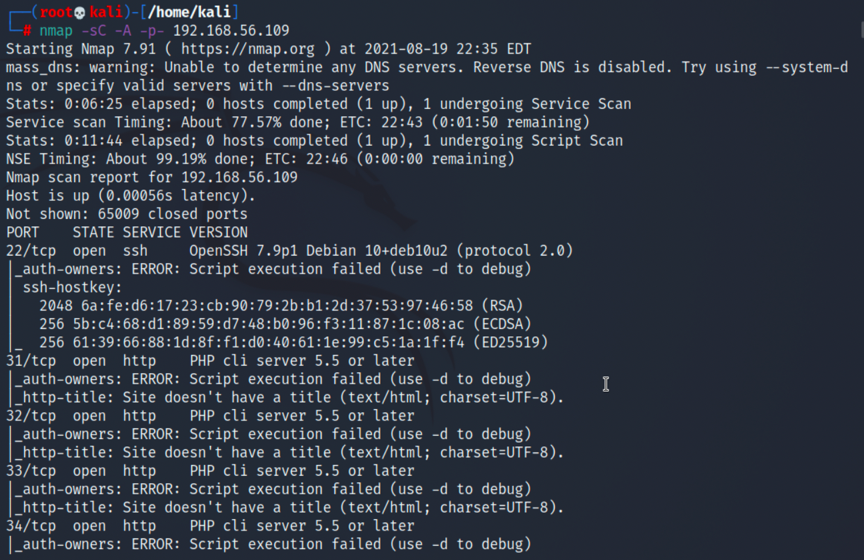 ┌──(root💀kali)-[/home/kali]
└─# nmap -sC -A -p- 192.168.56.109
Starting Nmap 7.91 ( https://nmap.org ) at 2021-08-19 22:35 EDT
mass_dns: warning: Unable to determine any DNS servers. Reverse DNS is disabled. Try using --system-d
ns or specify valid servers with --dns-servers
Stats: 0:06:25 elapsed; 0 hosts completed (1 up), 1 undergoing Service Scan
Service scan Timing: About 77.57% done; ETC: 22:43 (0:01:50 remaining)
Stats: 0:11:44 elapsed; 0 hosts completed (1 up), 1 undergoing Script Scan
NSE Timing: About 99.19% done; ETC: 22:46 (0:00:00 remaining)
Nmap scan report for 192.168.56.109
Host is up (0.00056s latency).
Not shown: 65009 closed ports
PORT    STATE SERVICE VERSION
22/tcp  open  ssh     OpenSSH 7.9p1 Debian 10+deb10u2 (protocol 2.0)
|_auth-owners: ERROR: Script execution failed (use -d to debug)
| ssh-hostkey:
|   2048 6a:fe:d6:17:23:cb:90:79:2b:b1:2d:37:53:97:46:58 (RSA)
|   256 5b:c4:68:d1:89:59:d7:48:b0:96:f3:11:87:1c:08:ac (ECDSA)
|_  256 61:39:66:88:1d:8f:f1:d0:40:61:1e:99:c5:1a:1f:f4 (ED25519)
31/tcp  open  http    PHP cli server 5.5 or later
|_auth-owners: ERROR: Script execution failed (use -d to debug)
|_http-title: Site doesn't have a title (text/html; charset=UTF-8).
32/tcp  open  http    PHP cli server 5.5 or later
|_auth-owners: ERROR: Script execution failed (use -d to debug)
|_http-title: Site doesn't have a title (text/html; charset=UTF-8).
33/tcp  open  http    PHP cli server 5.5 or later
|_auth-owners: ERROR: Script execution failed (use -d to debug)
|_http-title: Site doesn't have a title (text/html; charset=UTF-8).
34/tcp  open  http    PHP cli server 5.5 or later
|_auth-owners: ERROR: Script execution failed (use -d to debug)